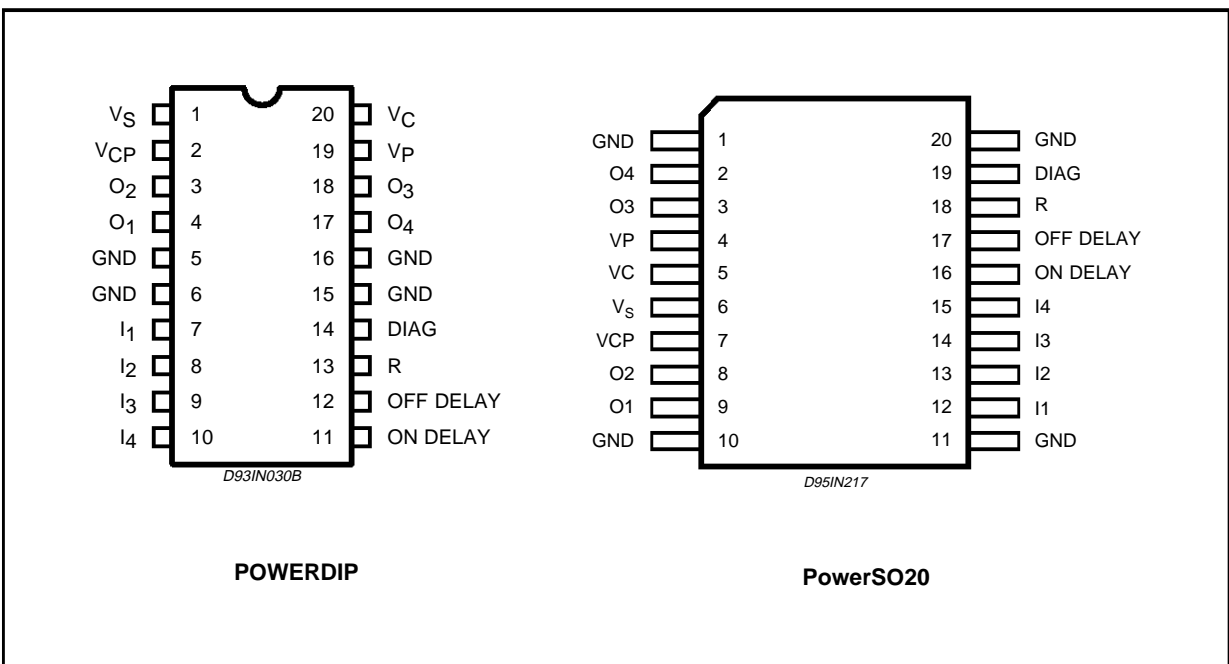 VS 1 20 VC
VCP 2 19 VP
O2 3 18 O3
O1 4 17 O4
GND 5 16 GND
GND 6 15 GND
I1 7 14 DIAG
I2 8 13 R
I3 9 12 OFF DELAY
I4 10 11 ON DELAY
D93IN030B
POWERDIP
GND 1 20 GND
O4 2 19 DIAG
O3 3 18 R
VP 4 17 OFF DELAY
VC 5 16 ON DELAY
VS 6 15 I4
VCP 7 14 I3
O2 8 13 I2
O1 9 12 I1
GND 10 11 GND
D95IN217
PowerSO20